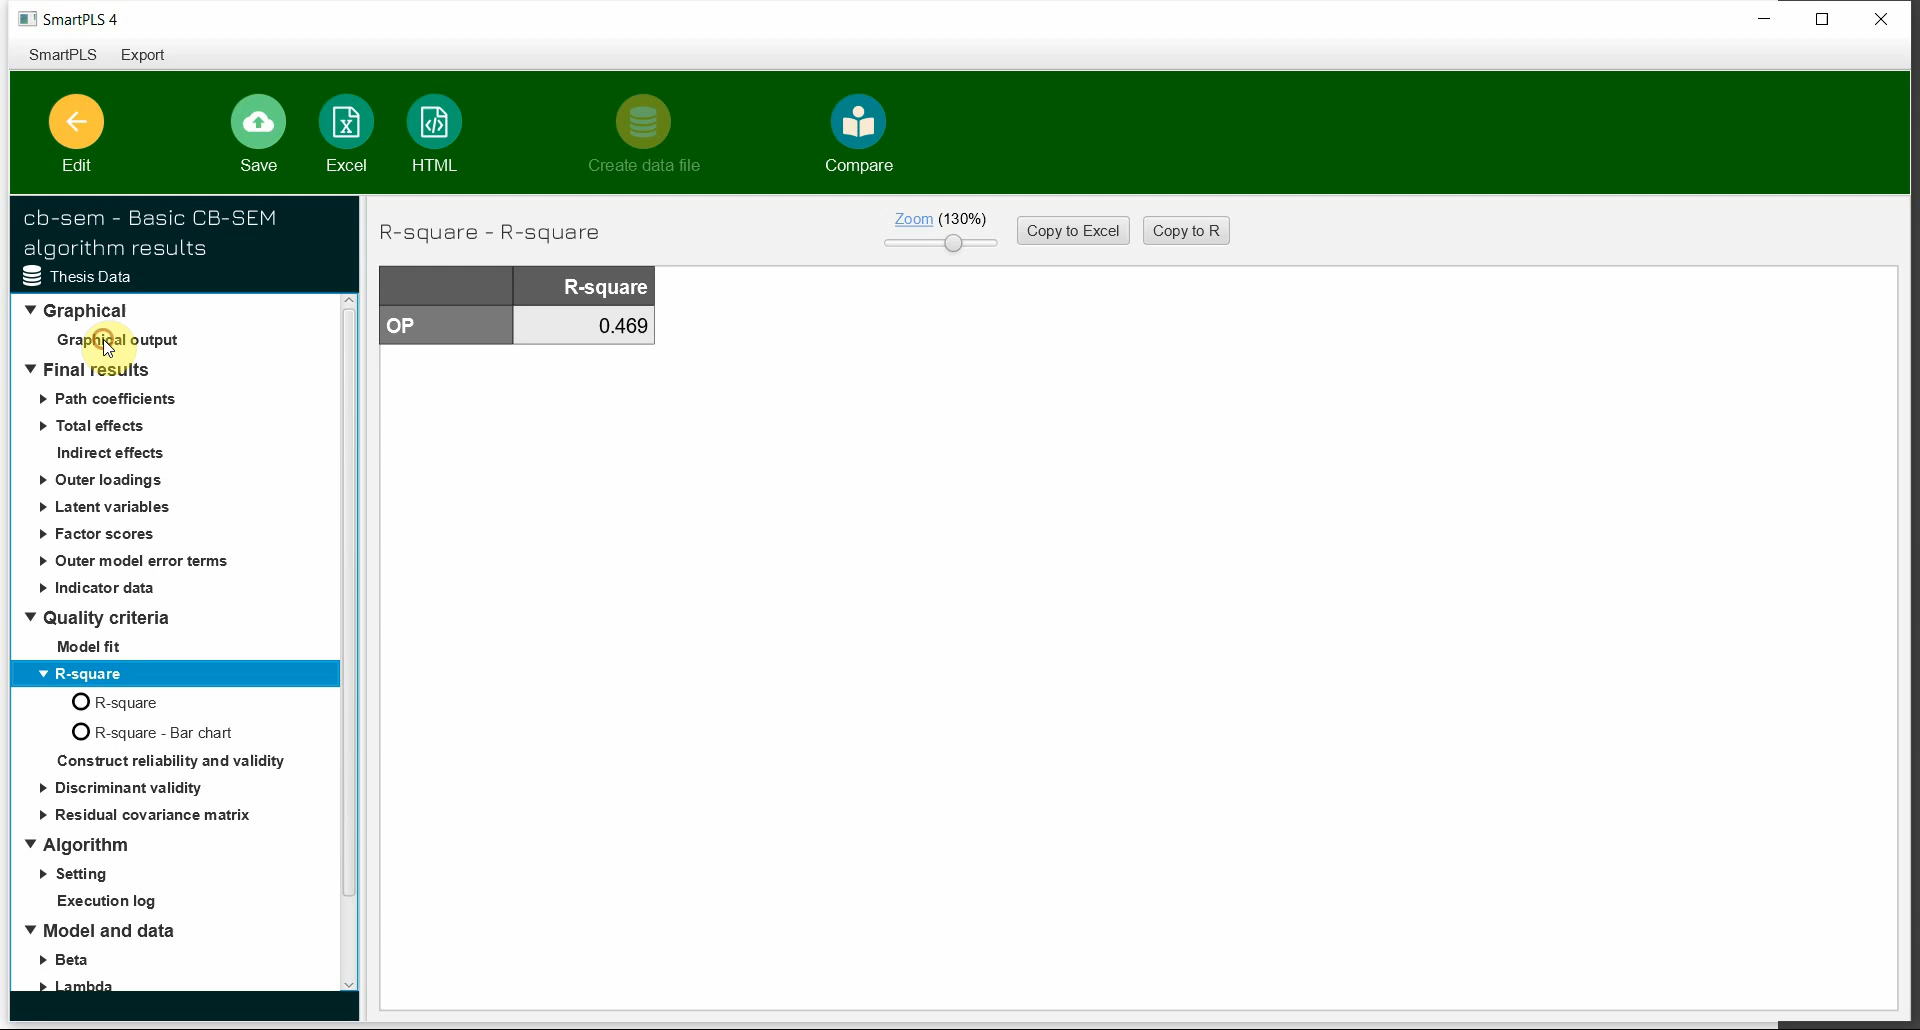 SmartPLS 4
SmartPLS Export
Edit Save Excel HTML Create data file Compare
cb-sem - Basic CB-SEM
algorithm results
Thesis Data
Graphical
Graphical output
Final results
Path coefficients
Total effects
Indirect effects
Outer loadings
Latent variables
Factor scores
Outer model error terms
Indicator data
Quality criteria
Model fit
R-square
R-square
R-square - Bar chart
Construct reliability and validity
Discriminant validity
Residual covariance matrix
Algorithm
Setting
Execution log
Model and data
Beta
Lambda
R-square - R-square
Zoom (130%)
Copy to Excel Copy to R
R-square
OP 0.469